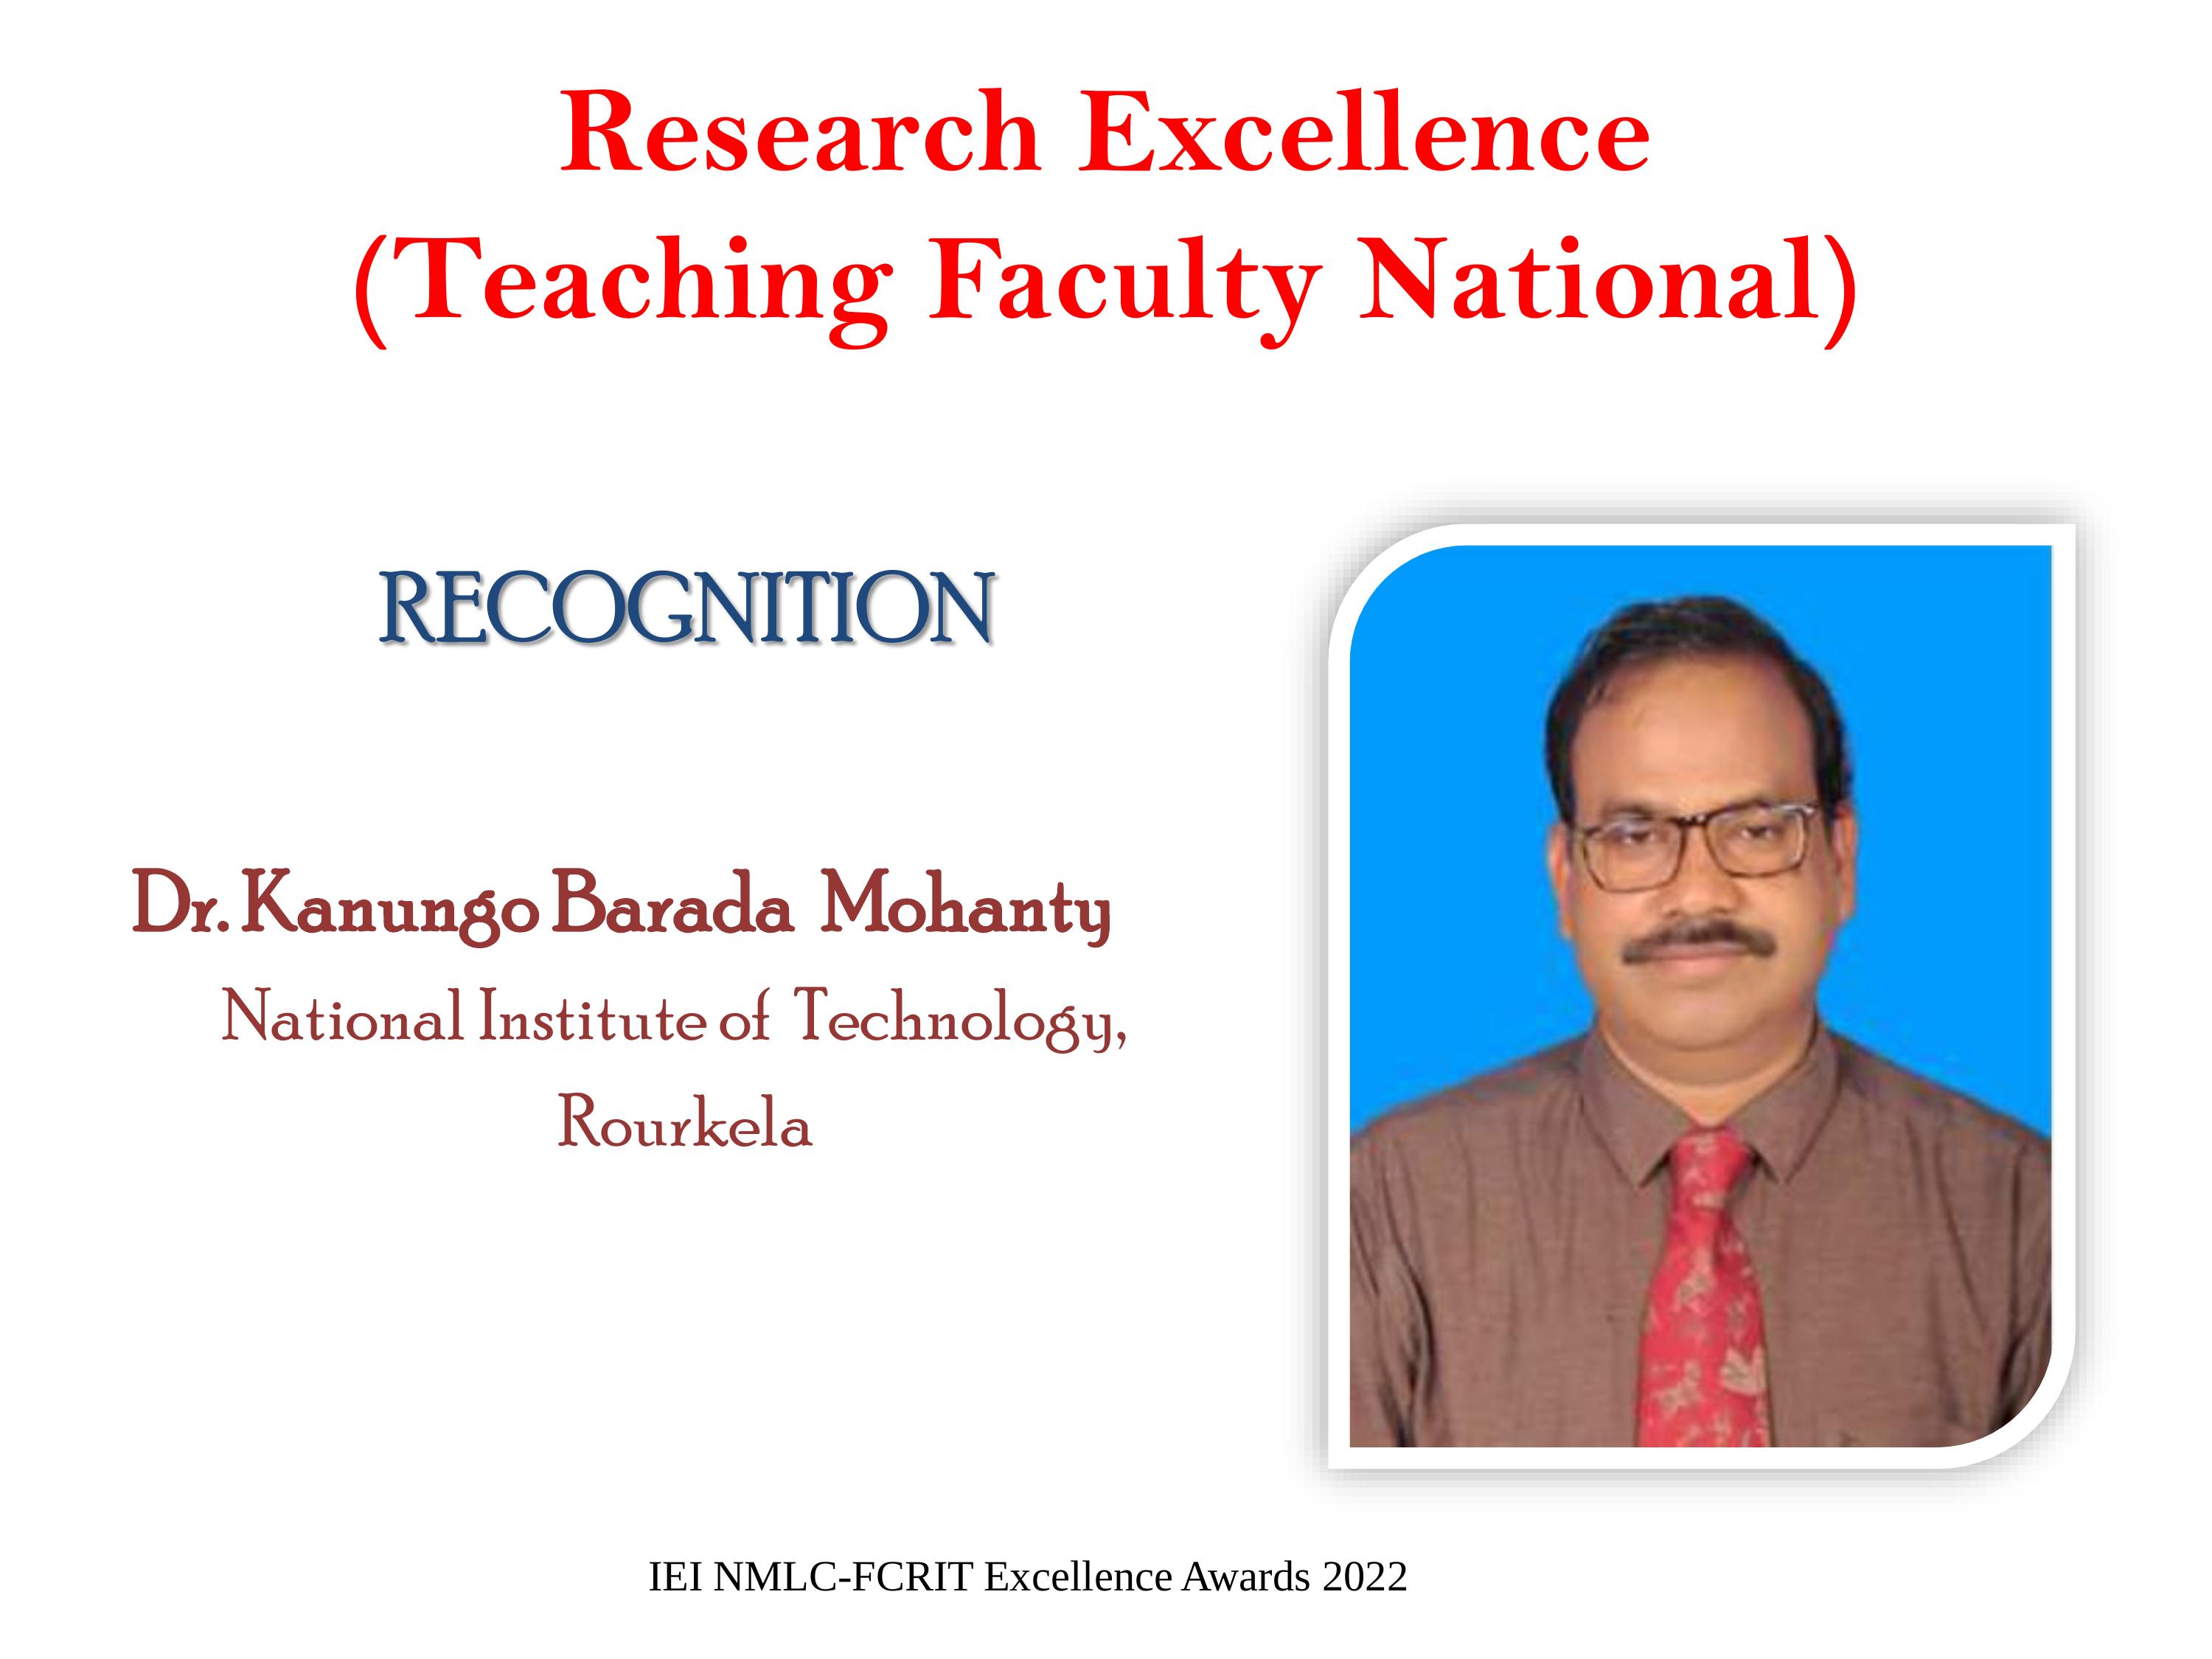 Research Excellence
(Teaching Faculty National)
RECOGNITION
Dr. Kanungo Barada Mohanty
National Institute of Technology,
Rourkela
IEI NMLC-FCRIT Excellence Awards 2022